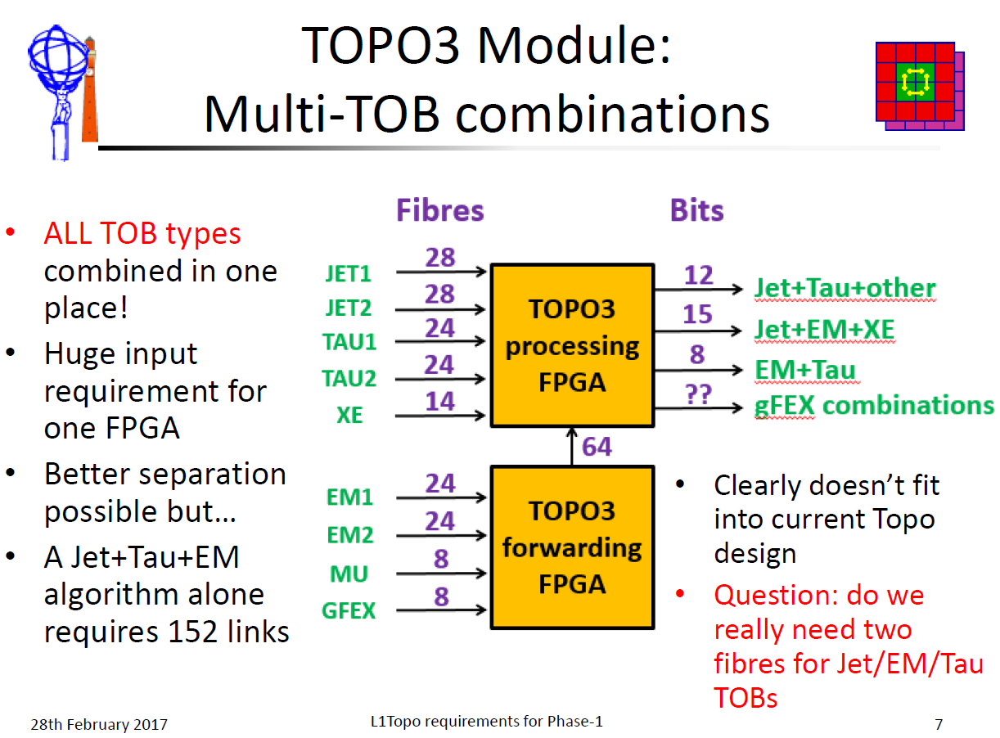 TOPO3 Module:
Multi-TOB combinations
• ALL TOB types
combined in one
place!
• Huge input
requirement for
one FPGA
• Better separation
possible but…
• A Jet+Tau+EM
algorithm alone
requires 152 links
Fibres
Bits
JET1 28
JET2 28
TAU1 24
TAU2 24
XE 14
TOPO3
processing
FPGA
12 Jet+Tau+other
15 Jet+EM+XE
8 EM+Tau
?? gFEX combinations
64
EM1 24
EM2 24
MU 8
GFEX 8
TOPO3
forwarding
FPGA
• Clearly doesn’t fit
into current Topo
design
• Question: do we
really need two
fibres for Jet/EM/Tau
TOBs
28th February 2017
L1Topo requirements for Phase-1
7